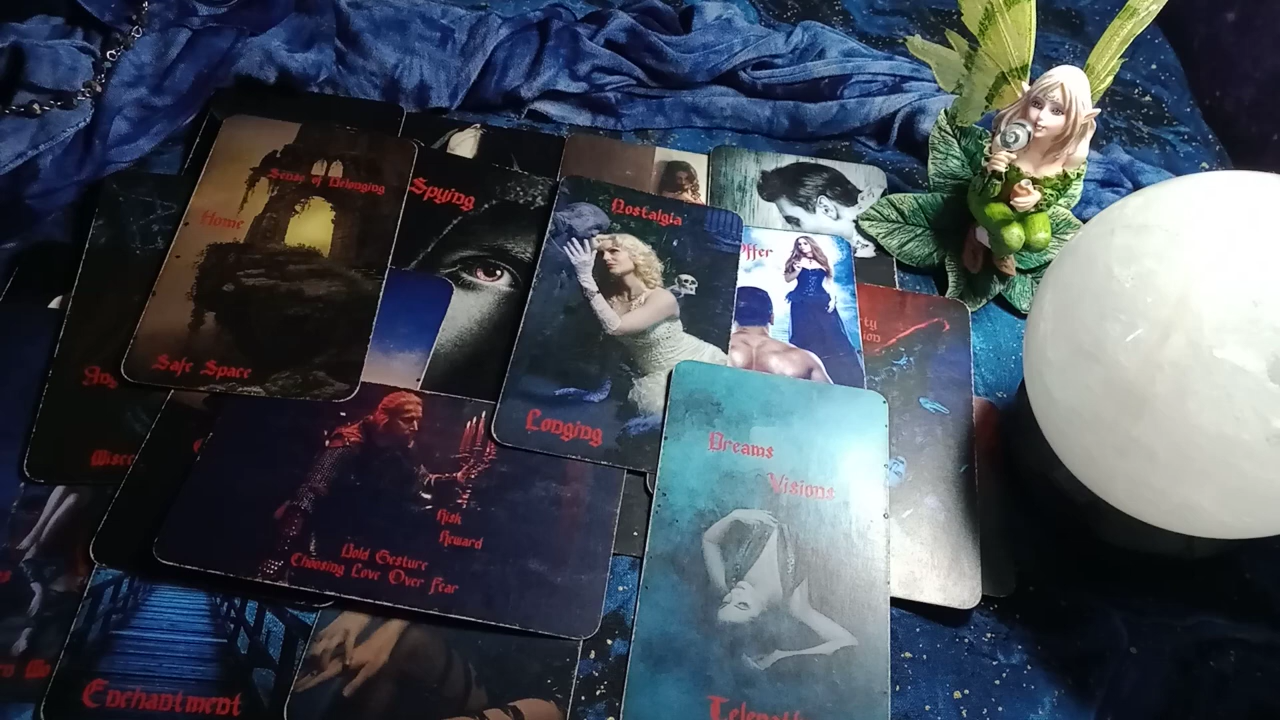 Sense of Belonging
Home
Safe Space
Spying
Nostalgia
Longing
Offer
Dreams
Visions
Risk
Reward
Bold Gesture
Choosing Love Over Fear
Enchantment